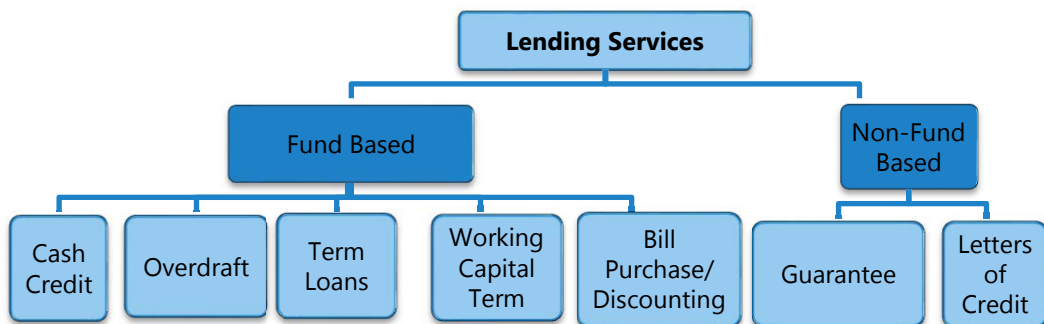 Lending Services
Fund Based
Non-Fund
Based
Cash
Credit
Overdraft
Term
Loans
Working
Capital
Term
Bill
Purchase/
Discounting
Guarantee
Letters
of
Credit